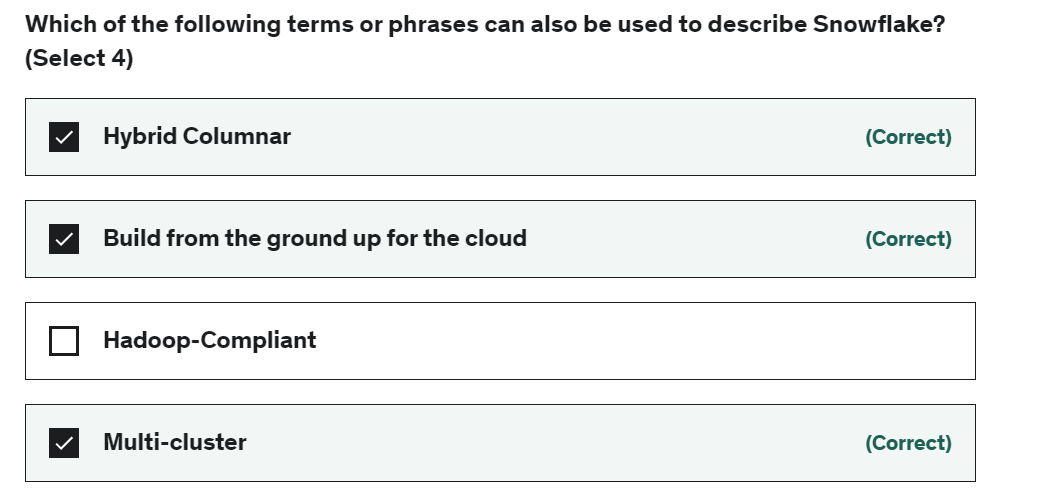 Which of the following terms or phrases can also be used to describe Snowflake?
(Select 4)
Hybrid Columnar (Correct)
Build from the ground up for the cloud (Correct)
Hadoop-Compliant
Multi-cluster (Correct)